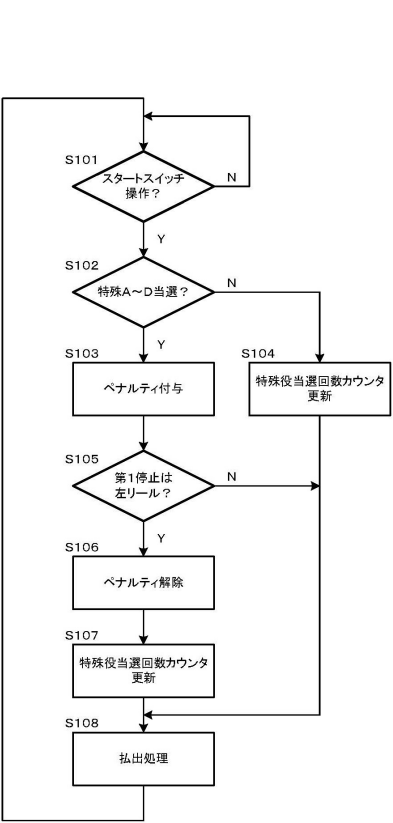 S101
スタートスイッチ
操作？
N
Y
S102
特殊A～D当選？
N
Y
S103
ペナルティ付与
S104
特殊役当選回数カウンタ
更新
S105
第1停止は
左リール？
N
Y
S106
ペナルティ解除
S107
特殊役当選回数カウンタ
更新
S108
払出処理